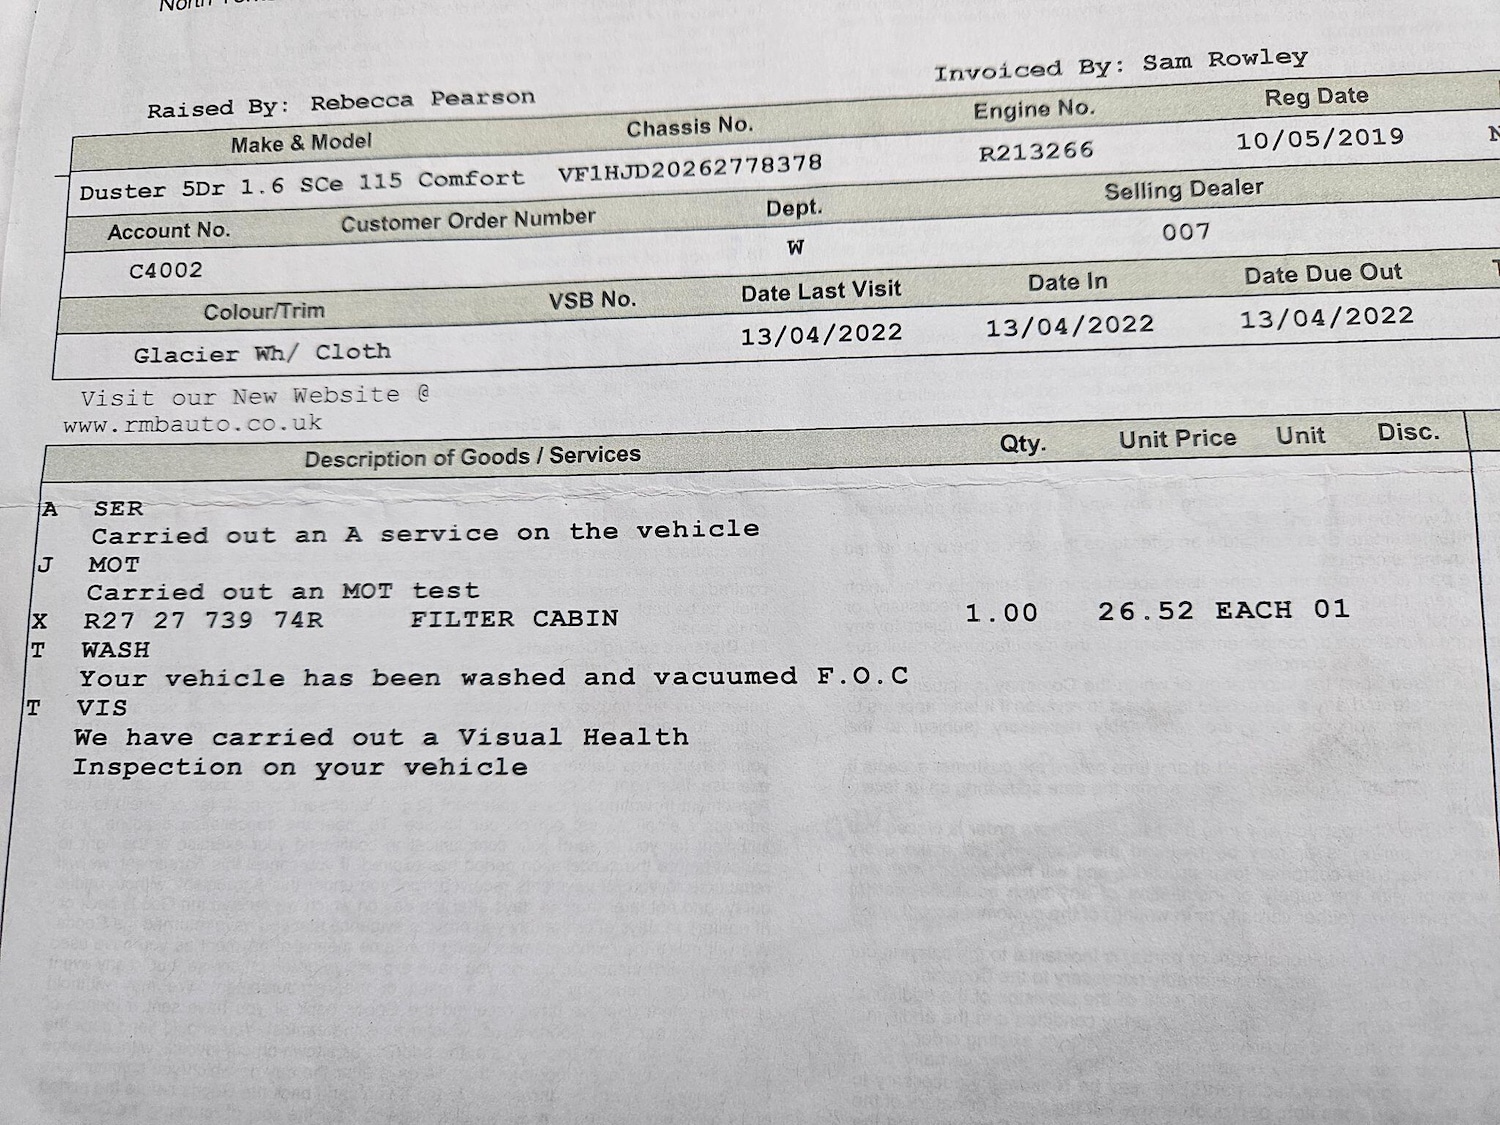 North
Invoiced By: Sam Rowley
Raised By: Rebecca Pearson
Make & Model Chassis No. Engine No. Reg Date
Duster 5Dr 1.6 SCe 115 Comfort VF1HJD20262778378 R213266 10/05/2019
Account No. Customer Order Number Dept. Selling Dealer
C4002 W 007
Colour/Trim VSB No. Date Last Visit Date In Date Due Out
Glacier Wh/ Cloth 13/04/2022 13/04/2022 13/04/2022
Visit our New Website @
www.rmbauto.co.uk
Description of Goods / Services Qty. Unit Price Unit Disc.
A SER
Carried out an A service on the vehicle
J MOT
Carried out an MOT test
X R27 27 739 74R FILTER CABIN 1.00 26.52 EACH 01
T WASH
Your vehicle has been washed and vacuumed F.O.C
T VIS
We have carried out a Visual Health
Inspection on your vehicle